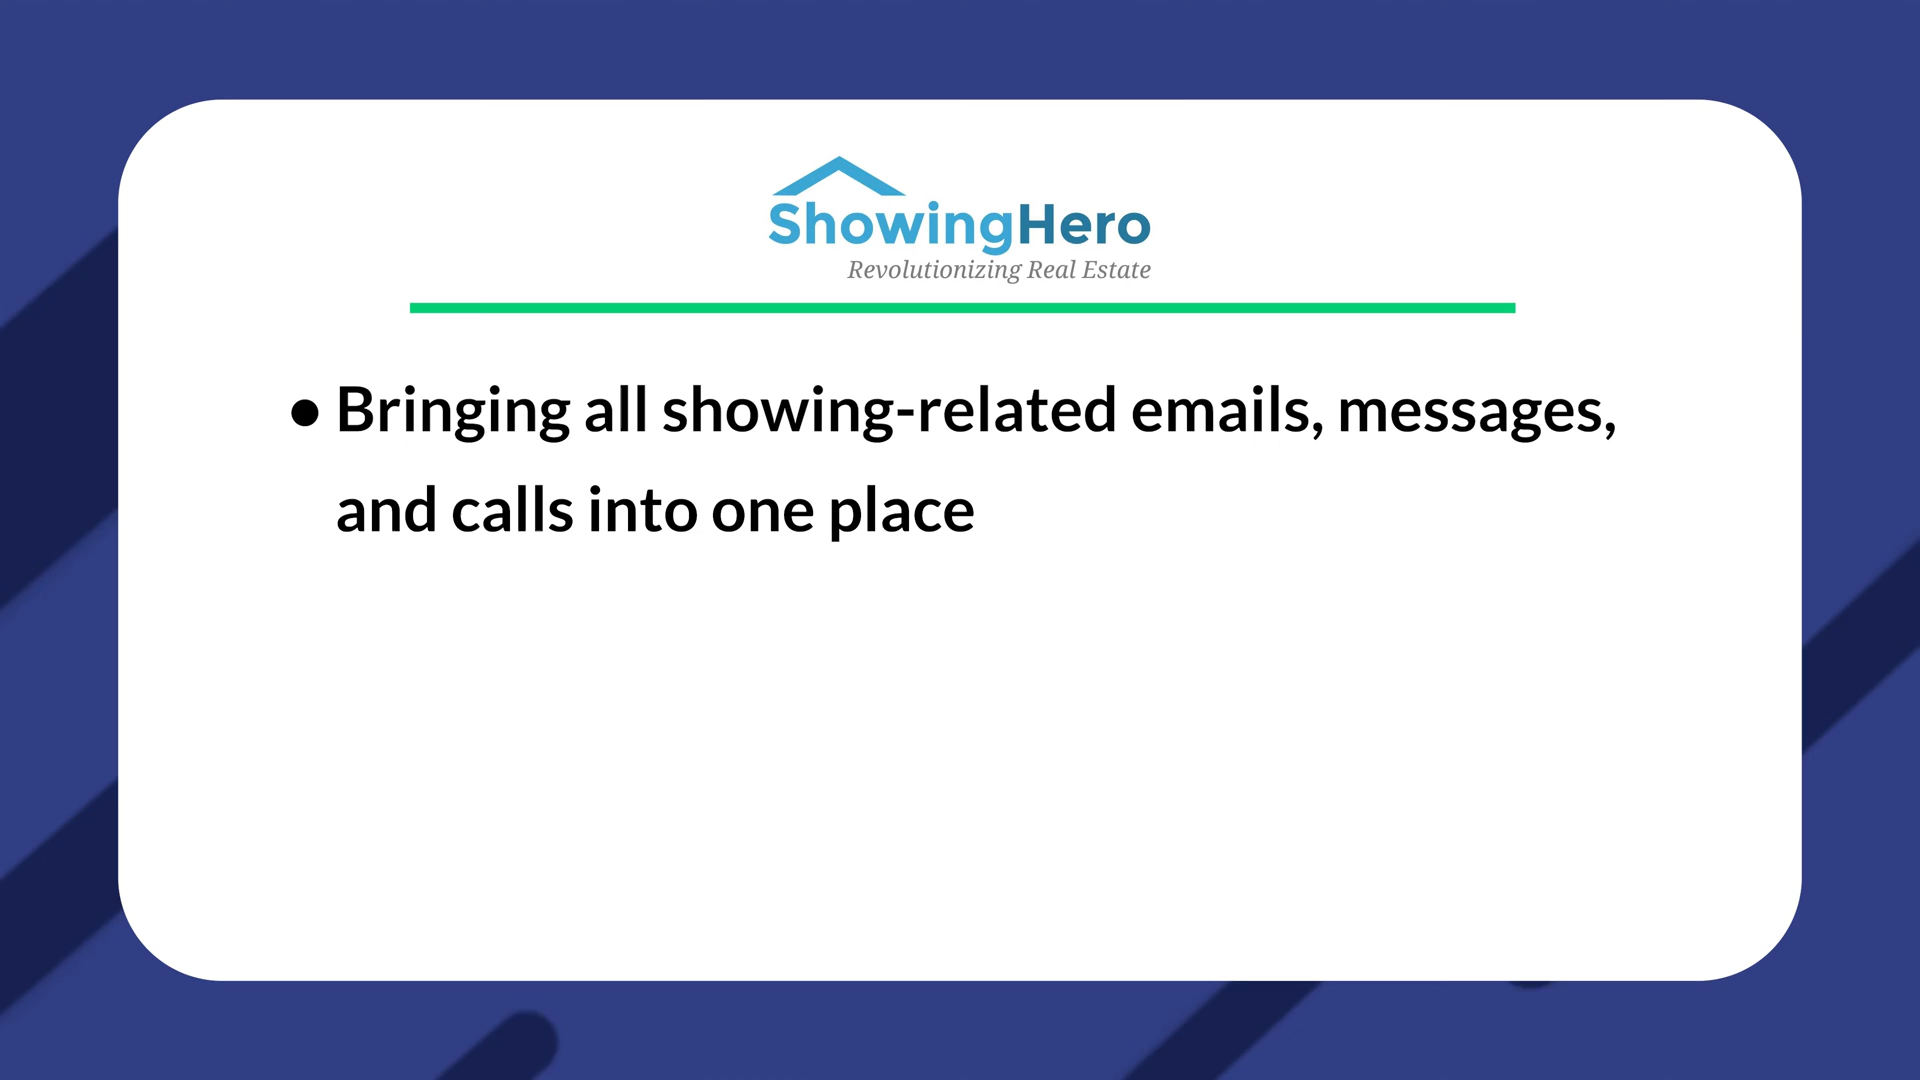 ShowingHero
Revolutionizing Real Estate
● Bringing all showing-related emails, messages,
and calls into one place